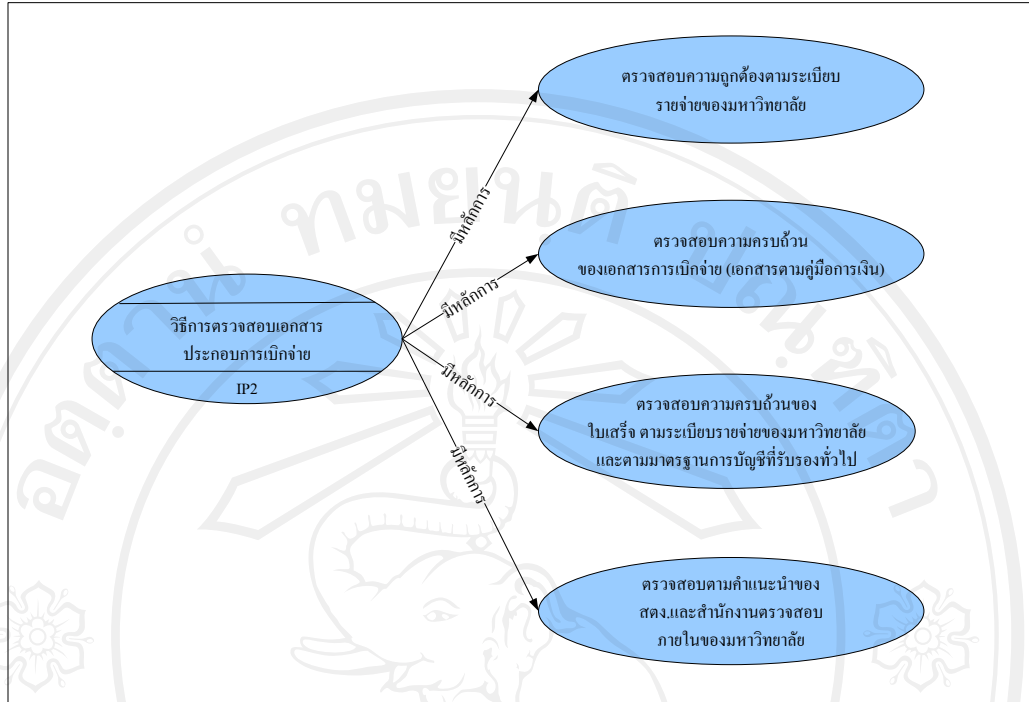 ตรวจสอบความถูกต้องตามระเบียบ
รายจ่ายของมหาวิทยาลัย
มีหลักการ
ตรวจสอบความครบถ้วน
ของเอกสารการเบิกจ่าย (เอกสารตามคู่มือการเงิน)
มีหลักการ
วิธีการตรวจสอบเอกสาร
ประกอบการเบิกจ่าย
IP2
มีหลักการ
ตรวจสอบความครบถ้วนของ
ใบเสร็จ ตามระเบียบรายจ่ายของมหาวิทยาลัย
และตามมาตรฐานการบัญชีที่รับรองทั่วไป
มีหลักการ
ตรวจสอบตามคำแนะนำของ
สตง.และสำนักงานตรวจสอบ
ภายในของมหาวิทยาลัย
อตฺตานํ ทมยนฺติ ปณฺฑิตา